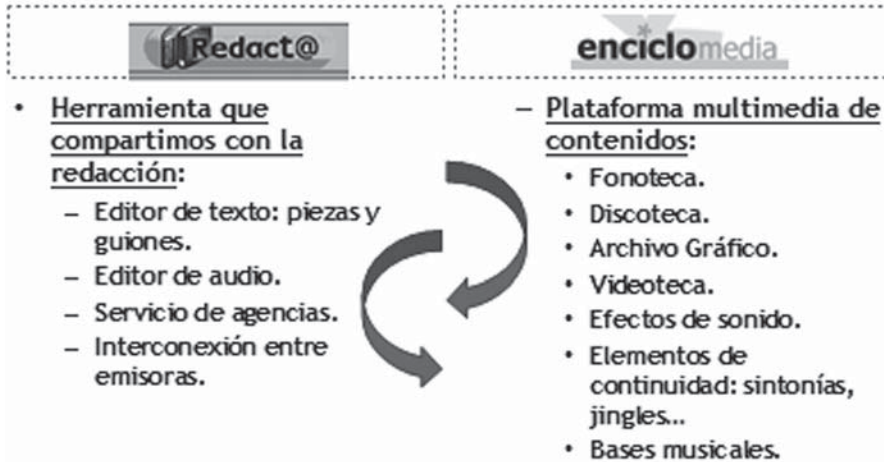 Redact@
• Herramienta que
compartimos con la
redacción:
– Editor de texto: piezas y
guiones.
– Editor de audio.
– Servicio de agencias.
– Interconexión entre
emisoras.
enciclomedia
– Plataforma multimedia de
contenidos:
• Fonoteca.
• Discoteca.
• Archivo Gráfico.
• Videoteca.
• Efectos de sonido.
• Elementos de
continuidad: sintonías,
jingles...
• Bases musicales.